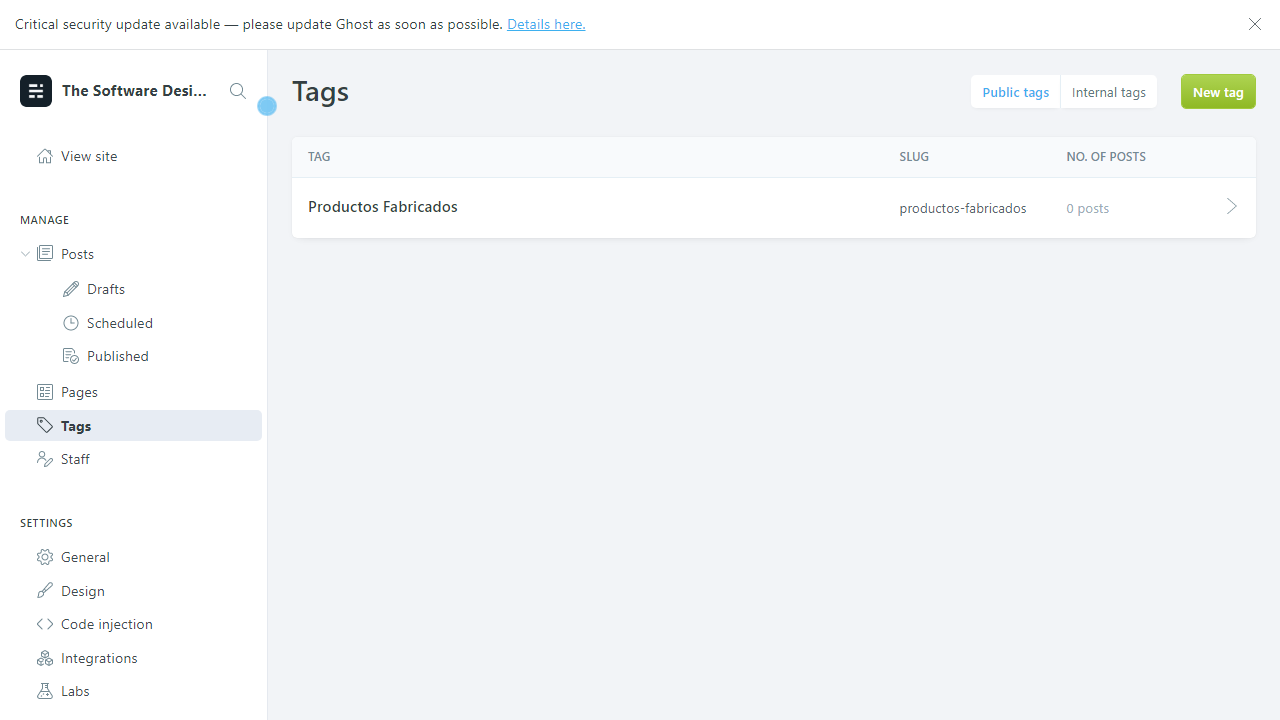 Critical security update available — please update Ghost as soon as possible. Details here.
The Software Desi...
View site
MANAGE
Posts
Drafts
Scheduled
Published
Pages
Tags
Staff
SETTINGS
General
Design
Code injection
Integrations
Labs
Tags
Public tags
Internal tags
New tag
TAG SLUG NO. OF POSTS
Productos Fabricados productos-fabricados 0 posts